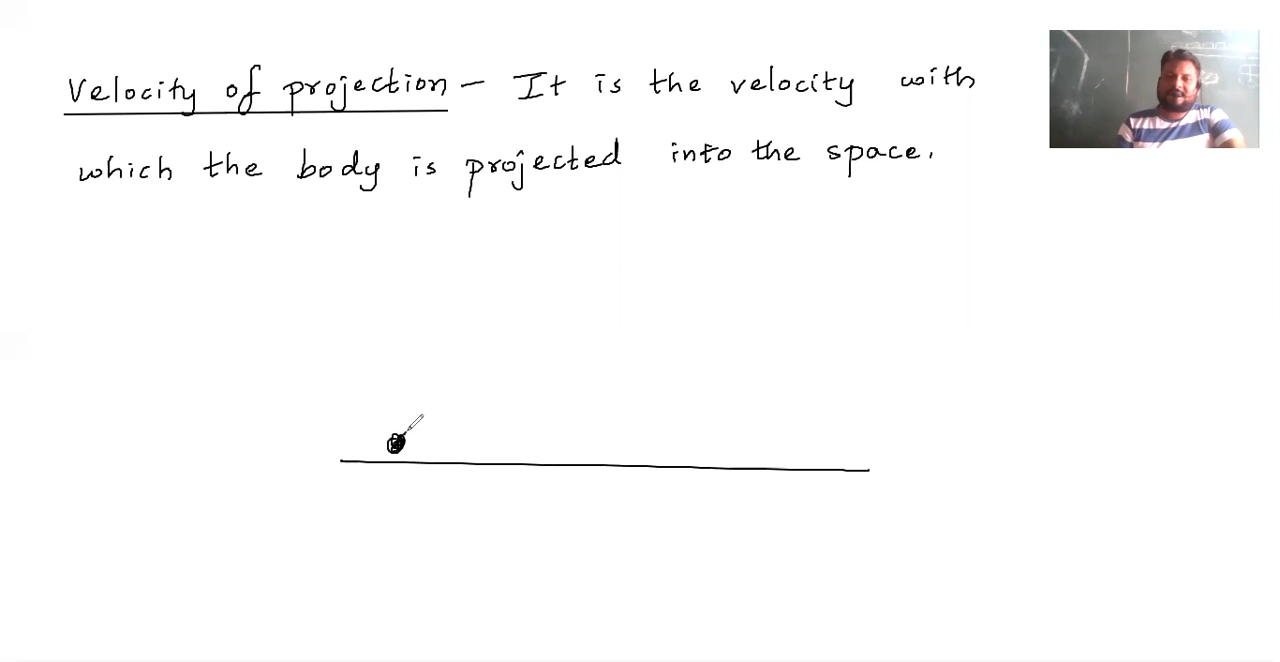 Velocity of projection - It is the velocity with
which the body is projected into the space.